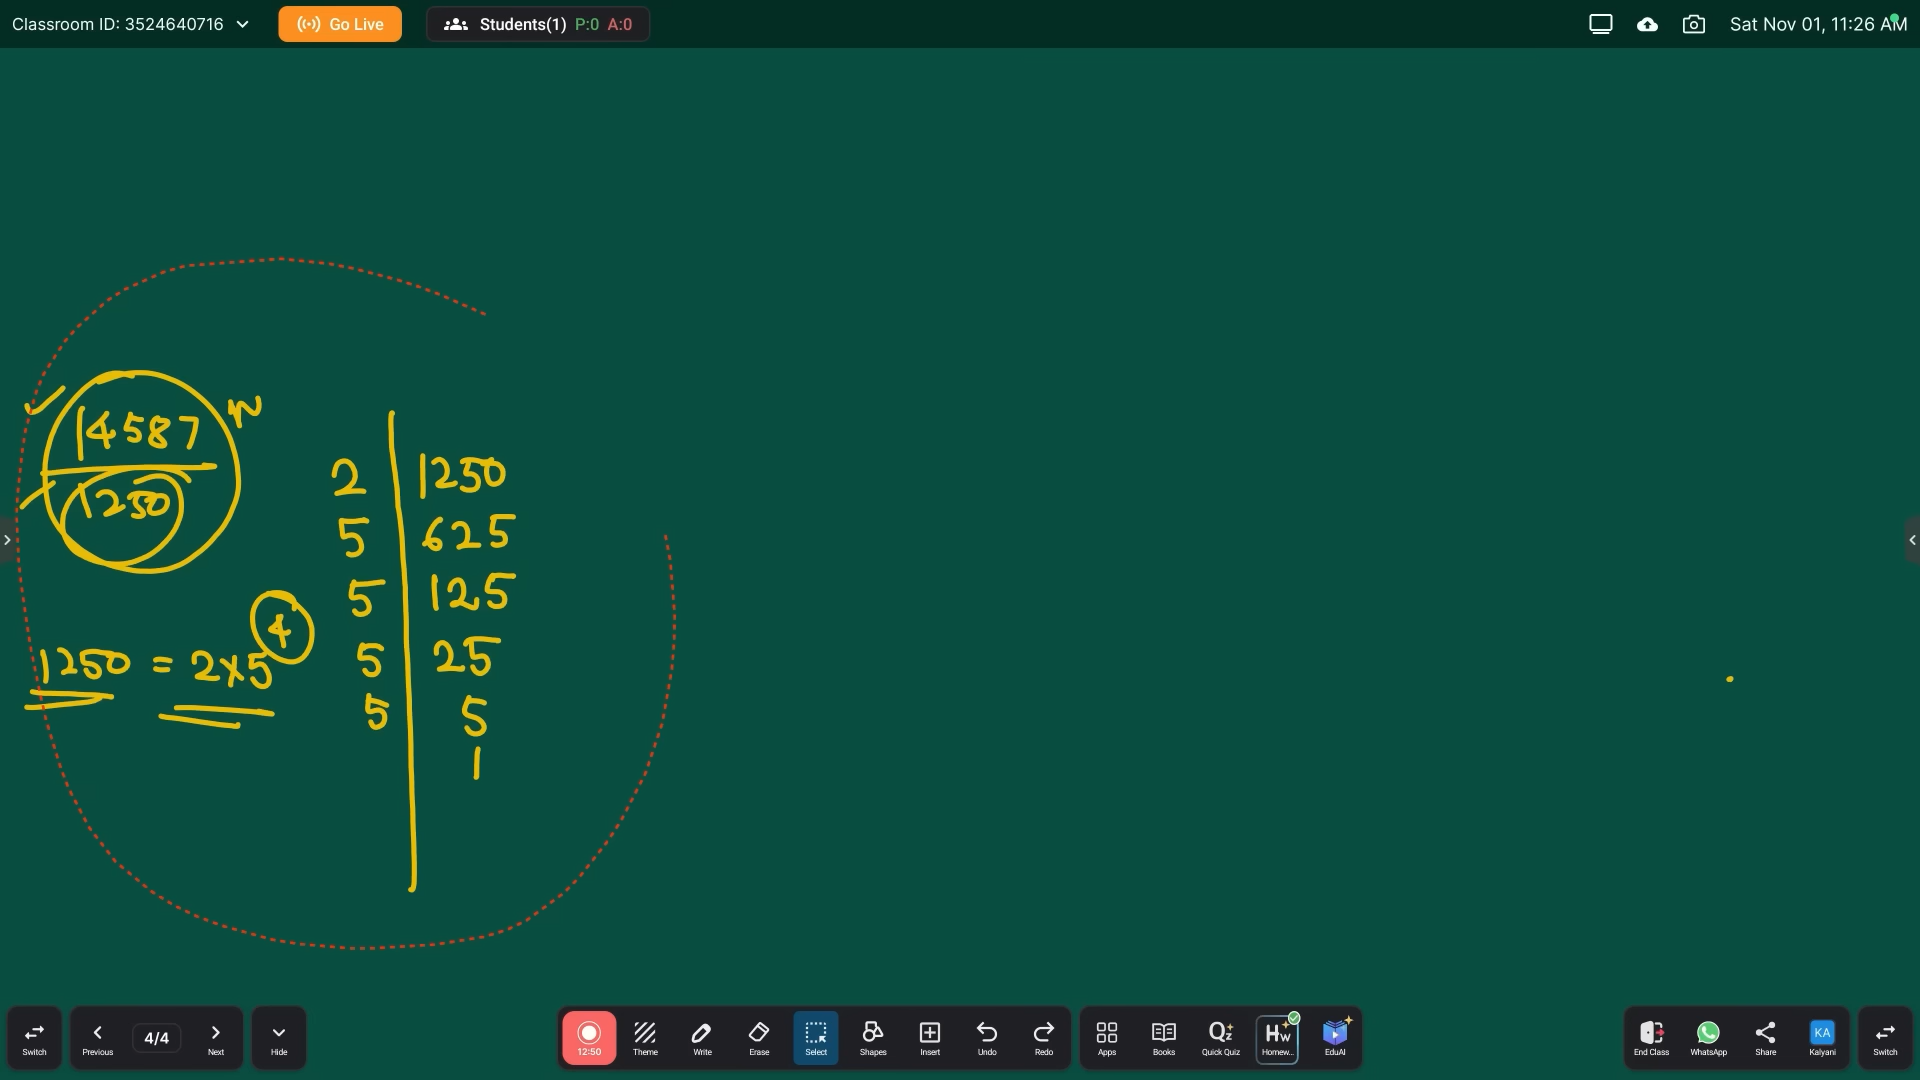 Classroom ID: 3524640716
Go Live
Students(1) P:0 A:0
Sat Nov 01, 11:26 AM
14587
1250
N
1250 = 2x5 4
2 1250
5 625
5 125
5 25
5 5
1
Switch
Previous
4/4
Next
Hide
12:50
Theme
Write
Erase
Select
Shapes
Insert
Undo
Redo
Apps
Books
Quick Quiz
Hw
Homew...
EduAI
End Class
WhatsApp
Share
KA
Kalyani
Switch